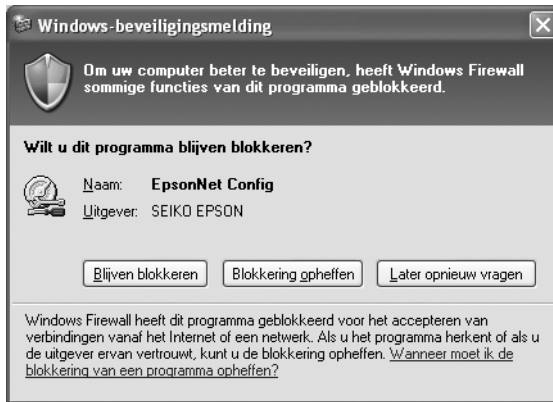 Windows-beveiligingsmelding
Om uw computer beter te beveiligen, heeft Windows Firewall
sommige functies van dit programma geblokkeerd.
Wilt u dit programma blijven blokkeren?
Naam: EpsonNet Config
Uitgever: SEIKO EPSON
Blijven blokkeren Blokkering opheffen Later opnieuw vragen
Windows Firewall heeft dit programma geblokkeerd voor het accepteren van
verbindingen vanaf het Internet of een netwerk. Als u het programma herkent of als u
de uitgever ervan vertrouwt, kunt u de blokkering opheffen. Wanneer moet ik de
blokkering van een programma opheffen?